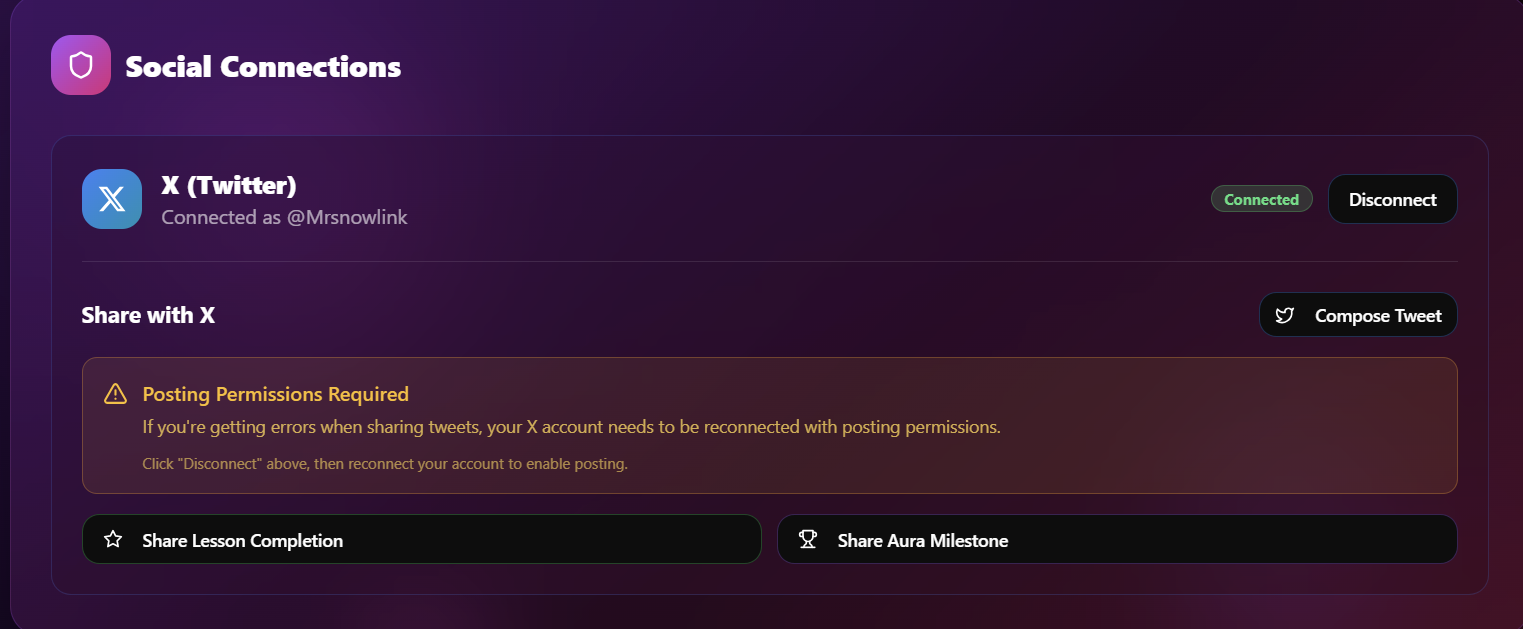 Social Connections
X (Twitter)
Connected as @Mrsnowlink
Connected
Disconnect
Share with X
Compose Tweet
Posting Permissions Required
If you're getting errors when sharing tweets, your X account needs to be reconnected with posting permissions.
Click "Disconnect" above, then reconnect your account to enable posting.
Share Lesson Completion
Share Aura Milestone